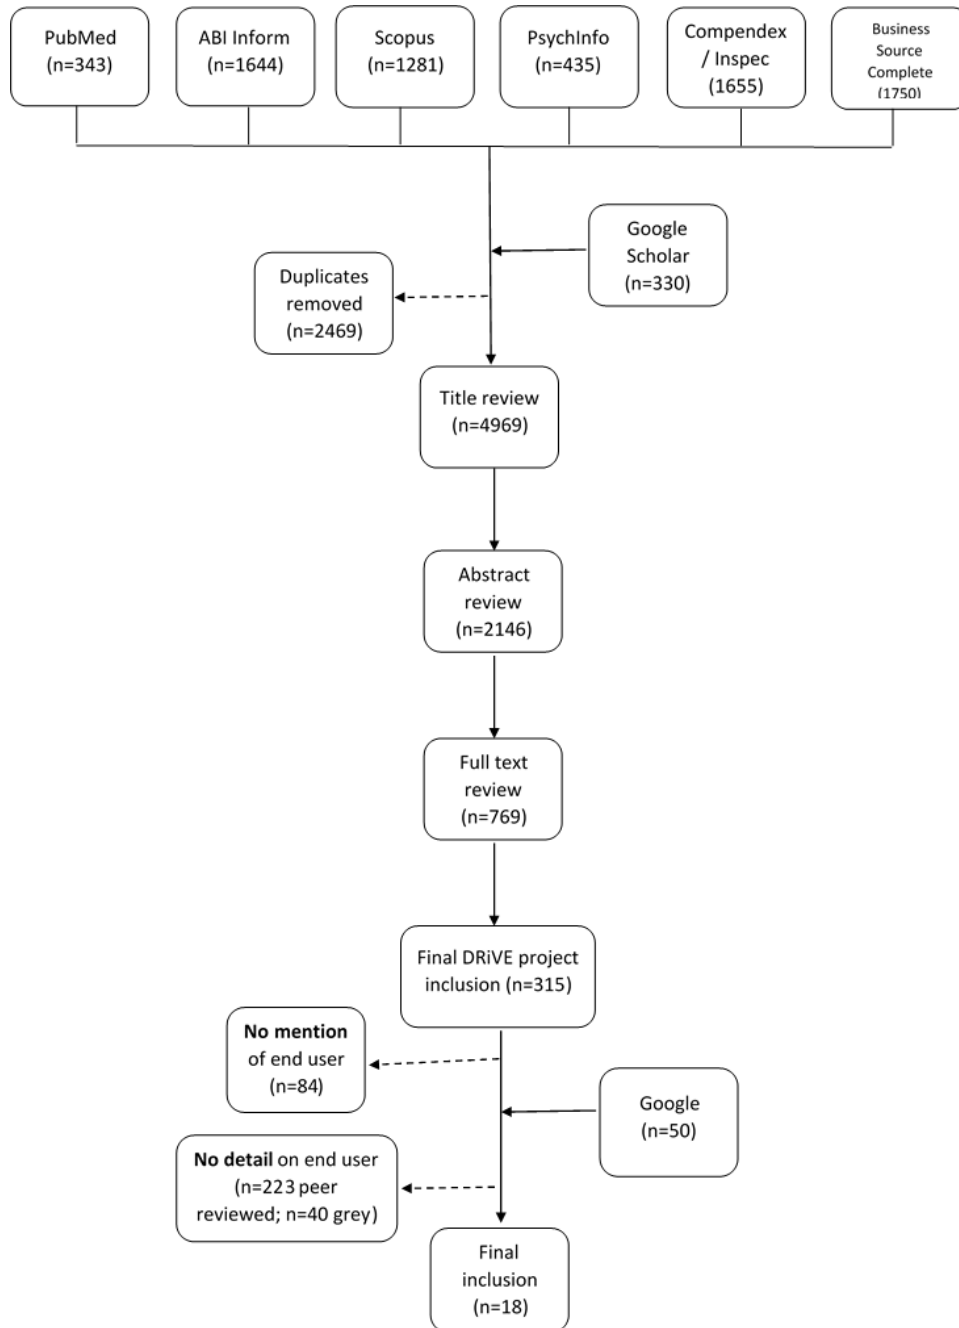 PubMed
(n=343)
ABI Inform
(n=1644)
Scopus
(n=1281)
PsychInfo
(n=435)
Compendex
/ Inspec
(1655)
Business
Source
Complete
(1750)
Google
Scholar
(n=330)
Duplicates
removed
(n=2469)
Title review
(n=4969)
Abstract
review
(n=2146)
Full text
review
(n=769)
Final DRiVE project
inclusion (n=315)
No mention
of end user
(n=84)
Google
(n=50)
No detail on end user
(n=223 peer
reviewed; n=40 grey)
Final
inclusion
(n=18)